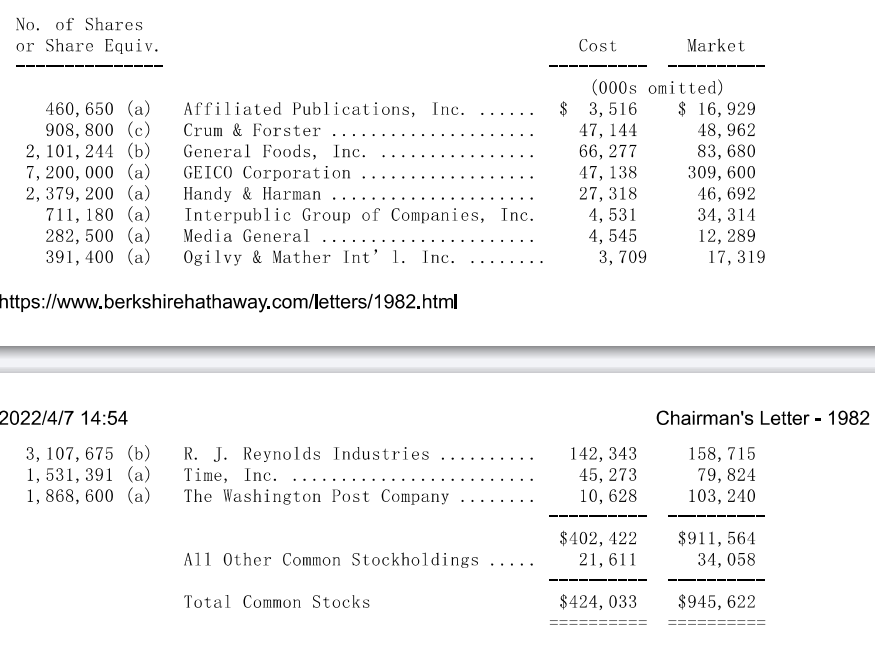 No. of Shares
or Share Equiv. Cost Market
--------------- ---------- ----------
(000s omitted)
460,650 (a) Affiliated Publications, Inc. ...... $ 3,516 $ 16,929
908,800 (c) Crum & Forster ..................... 47,144 48,962
2,101,244 (b) General Foods, Inc. ................ 66,277 83,680
7,200,000 (a) GEICO Corporation .................. 47,138 309,600
2,379,200 (a) Handy & Harman ..................... 27,318 46,692
711,180 (a) Interpublic Group of Companies, Inc. 4,531 34,314
282,500 (a) Media General ...................... 4,545 12,289
391,400 (a) Ogilvy & Mather Int’l. Inc. ........ 3,709 17,319
https://www.berkshirehathaway.com/letters/1982.html
2022/4/7 14:54 Chairman's Letter - 1982
3,107,675 (b) R. J. Reynolds Industries .......... 142,343 158,715
1,531,391 (a) Time, Inc. ......................... 45,273 79,824
1,868,600 (a) The Washington Post Company ........ 10,628 103,240
---------- ----------
$402,422 $911,564
All Other Common Stockholdings ..... 21,611 34,058
---------- ----------
Total Common Stocks $424,033 $945,622
========== ==========